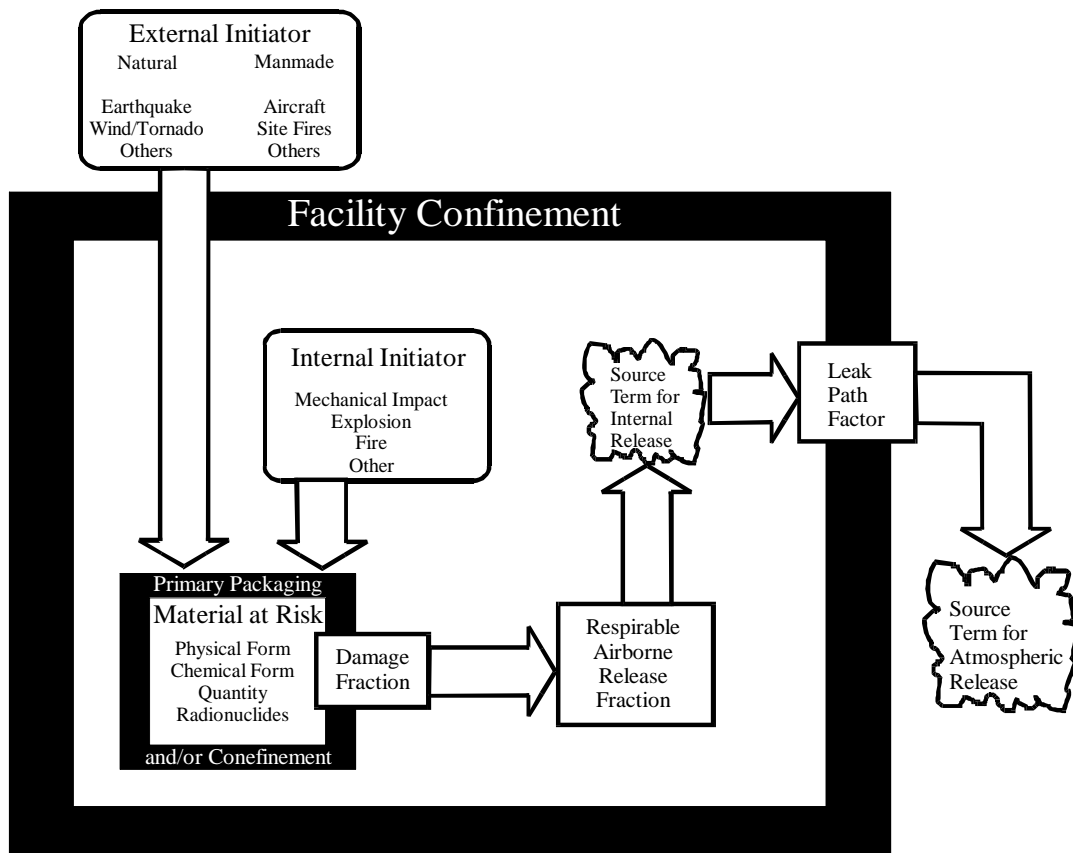 External Initiator
Natural
Manmade
Earthquake
Wind/Tornado
Others
Aircraft
Site Fires
Others
Facility Confinement
Internal Initiator
Mechanical Impact
Explosion
Fire
Other
Source
Term for
Internal
Release
Leak
Path
Factor
Primary Packaging
Material at Risk
Physical Form
Chemical Form
Quantity
Radionuclides
and/or Conefinement
Damage
Fraction
Respirable
Airborne
Release
Fraction
Source
Term for
Atmospheric
Release